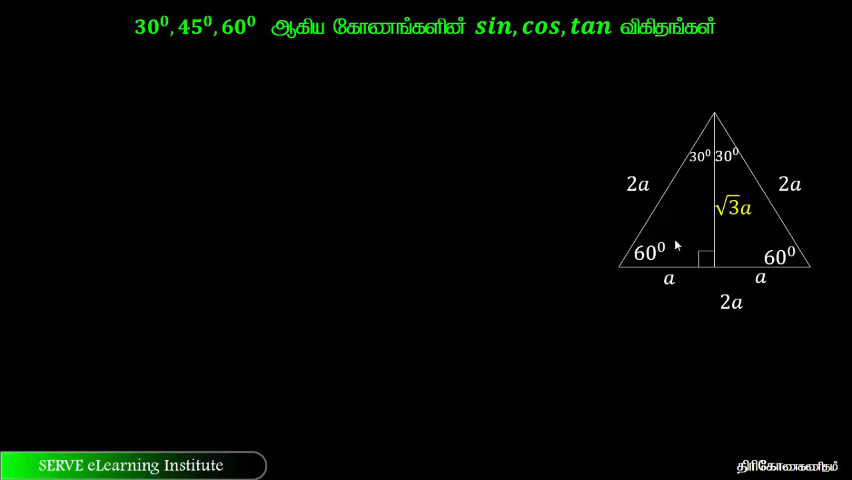 30⁰, 45⁰, 60⁰ ஆகிய கோணங்களின் sin, cos, tan விகிதங்கள்
30⁰ 30⁰
2a 2a
√3a
60⁰ 60⁰
a a
2a
SERVE eLearning Institute திரிகோணகணிதம்